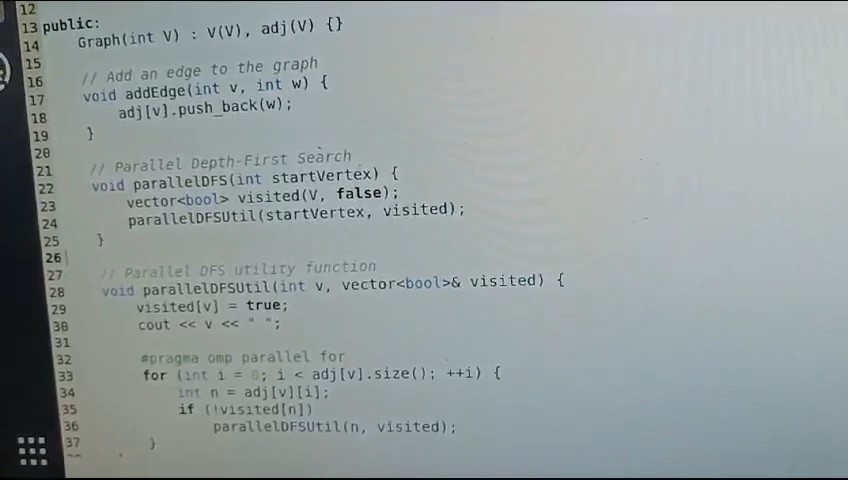 12
13 public:
14 Graph(int V) : V(V), adj(V) {}
15
16 // Add an edge to the graph
17 void addEdge(int v, int w) {
18 adj[v].push_back(w);
19 }
20
21 // Parallel Depth-First Search
22 void parallelDFS(int startVertex) {
23 vector<bool> visited(V, false);
24 parallelDFSUtil(startVertex, visited);
25 }
26
27 // Parallel DFS utility function
28 void parallelDFSUtil(int v, vector<bool>& visited) {
29 visited[v] = true;
30 cout << v << " ";
31
32 #pragma omp parallel for
33 for (int i = 0; i < adj[v].size(); ++i) {
34 int n = adj[v][i];
35 if (!visited[n])
36 parallelDFSUtil(n, visited);
37 }